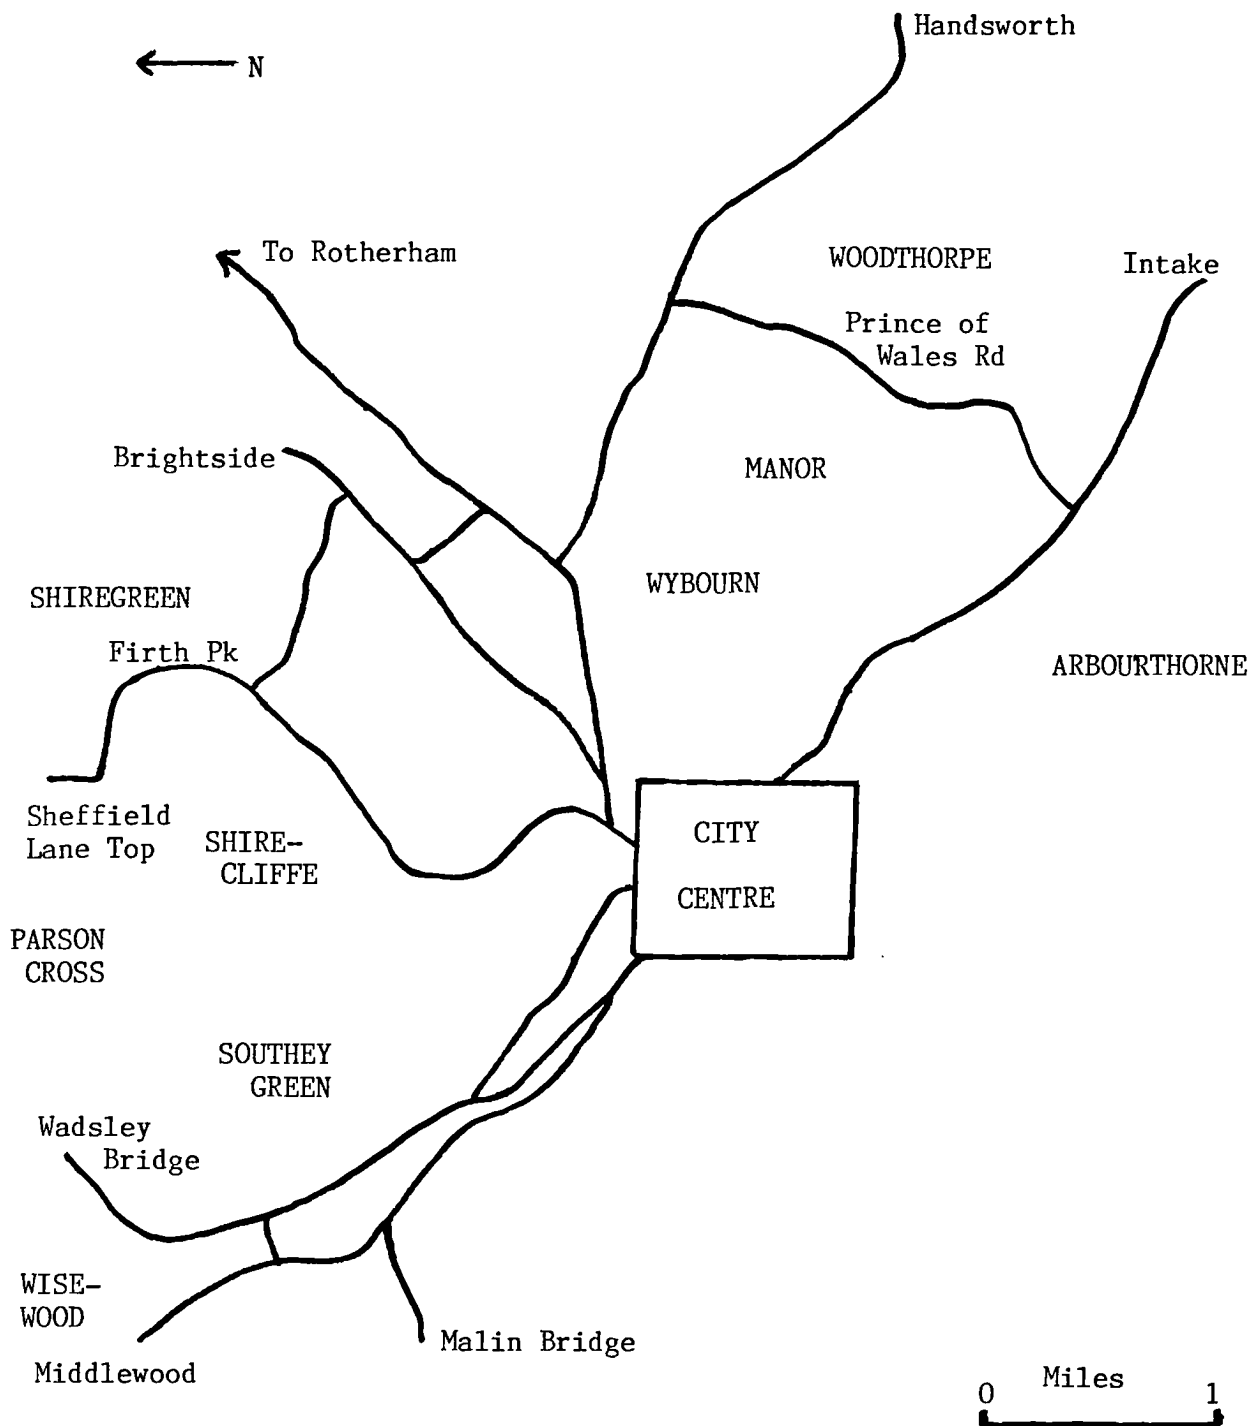 Handsworth
N
To Rotherham
WOODTHORPE
Intake
Prince of
Wales Rd
Brightside
MANOR
WYBOURN
SHIREGREEN
Firth Pk
ARBOURTHORNE
Sheffield
Lane Top
SHIRE-
CLIFFE
CITY
CENTRE
PARSON
CROSS
SOUTHEY
GREEN
Wadsley
Bridge
WISE-
WOOD
Malin Bridge
Middlewood
Miles
0 1